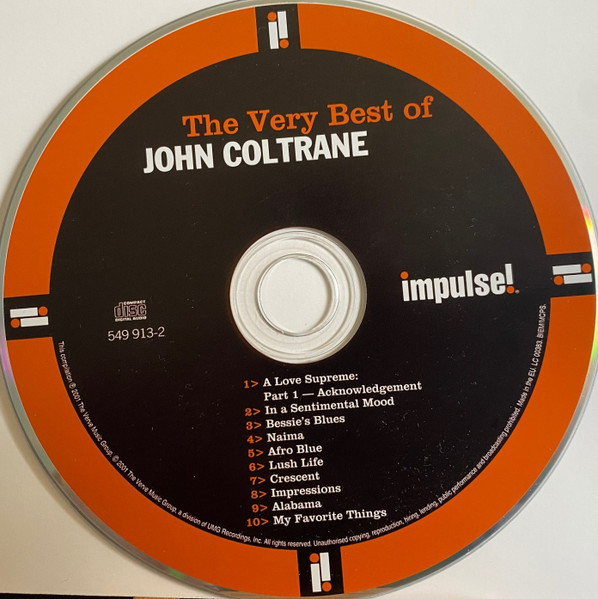 The Very Best of
JOHN COLTRANE
impulse!
COMPACT
disc
DIGITAL AUDIO
549 913-2
1> A Love Supreme:
Part 1 — Acknowledgement
2> In a Sentimental Mood
3> Bessie's Blues
4> Naima
5> Afro Blue
6> Lush Life
7> Crescent
8> Impressions
9> Alabama
10> My Favorite Things
This compilation ℗ 2001 The Verve Music Group, © 2001 The Verve Music Group, a division of UMG Recordings, Inc. All rights reserved. Unauthorised copying, reproduction, hiring, lending, public performance and broadcasting prohibited. Made in the EU. LC 00383. BIEM/MCPS.